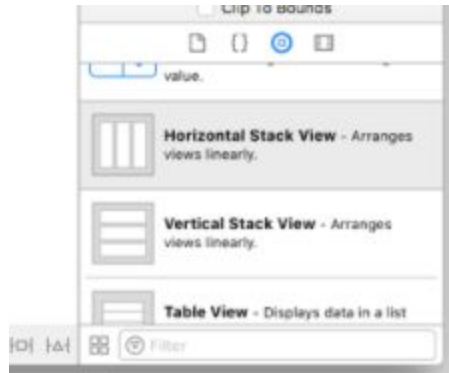 Clip To Bounds
{}
value.
Horizontal Stack View - Arranges
views linearly.
Vertical Stack View - Arranges
views linearly.
Table View - Displays data in a list
Filter